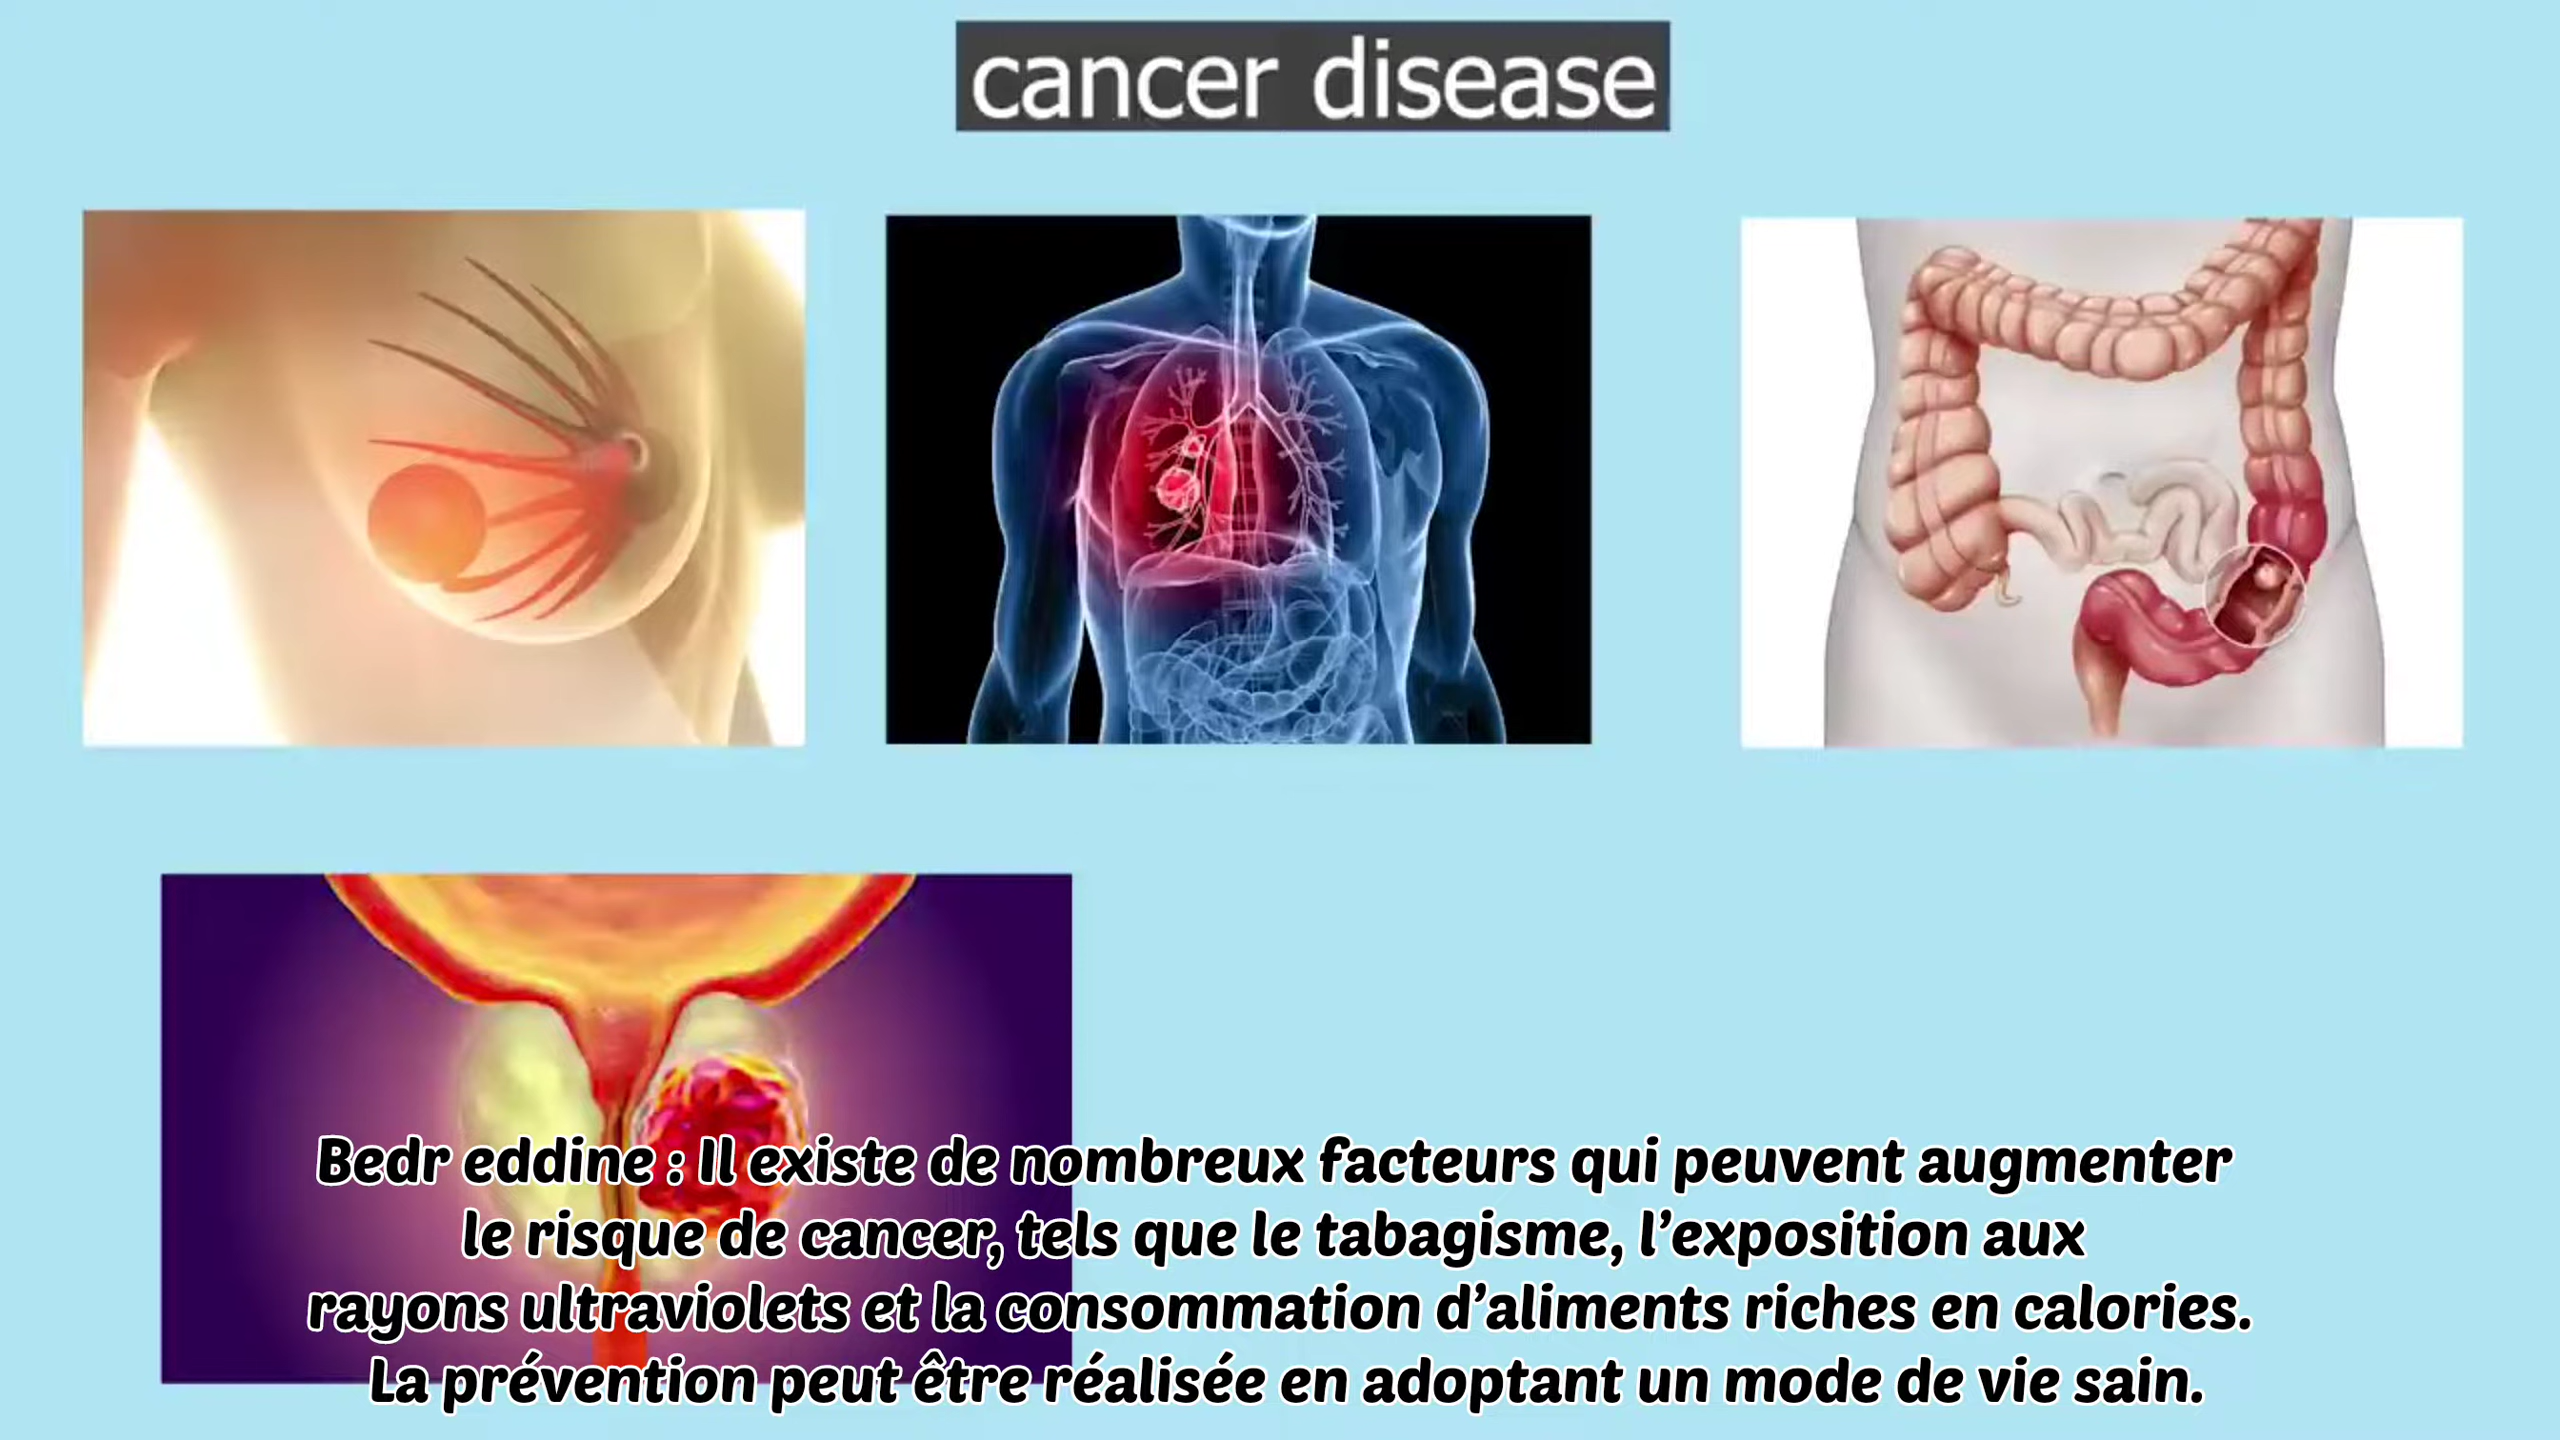 cancer disease
Bedr eddine : Il existe de nombreux facteurs qui peuvent augmenter
le risque de cancer, tels que le tabagisme, l’exposition aux
rayons ultraviolets et la consommation d’aliments riches en calories.
La prévention peut être réalisée en adoptant un mode de vie sain.